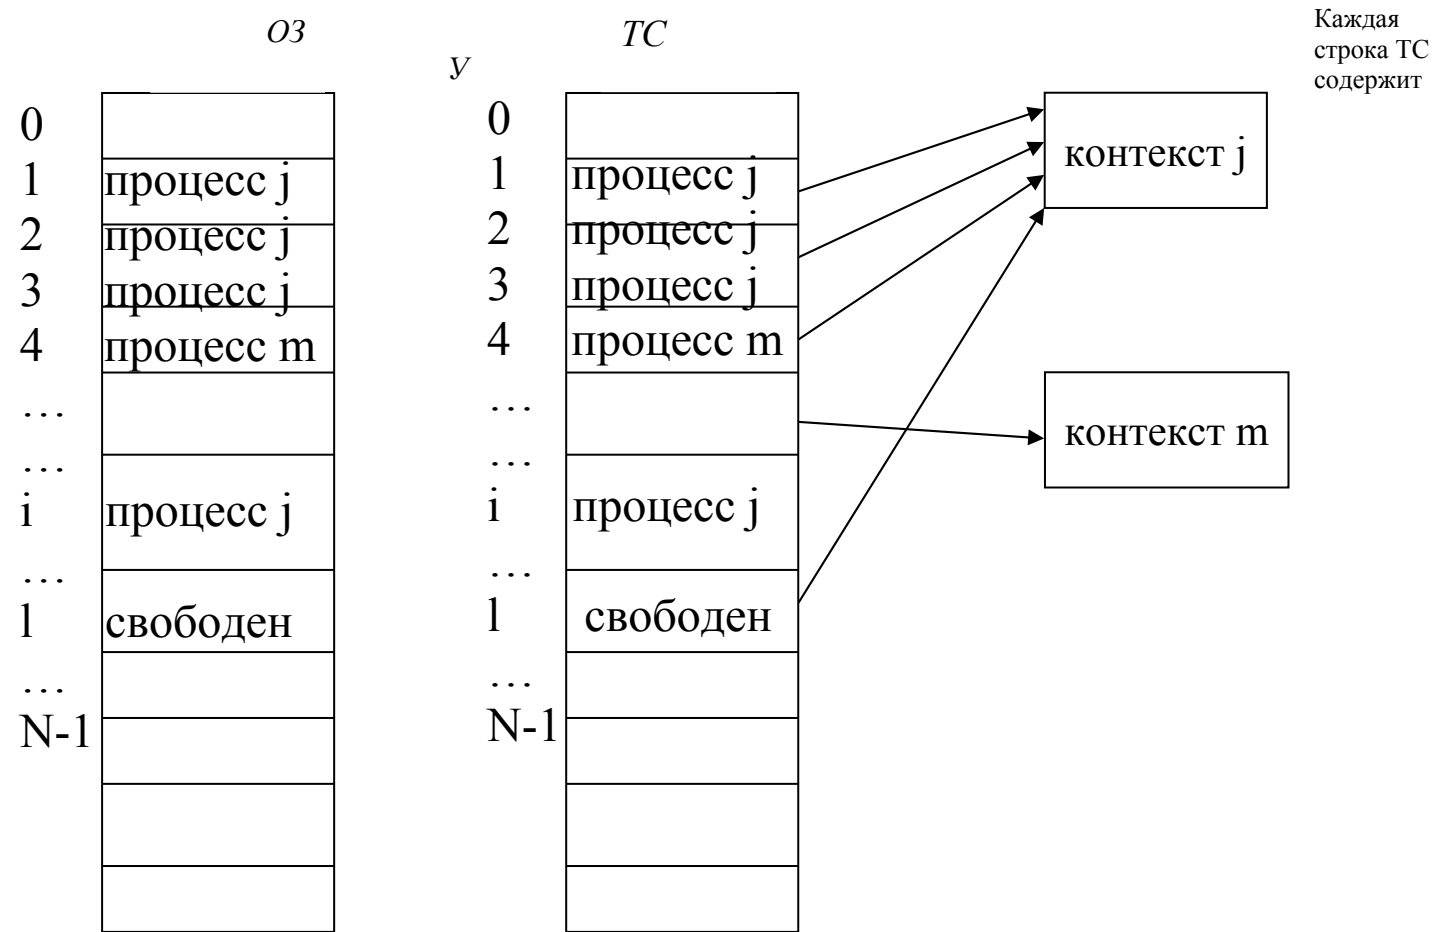 ОЗ
У
ТС
Каждая
строка ТС
содержит
0
1 процесс j
2 процесс j
3 процесс j
4 процесс m
…
…
i процесс j
…
l свободен
…
N-1
0
1 процесс j
2 процесс j
3 процесс j
4 процесс m
…
…
i процесс j
…
l свободен
…
N-1
контекст j
контекст m